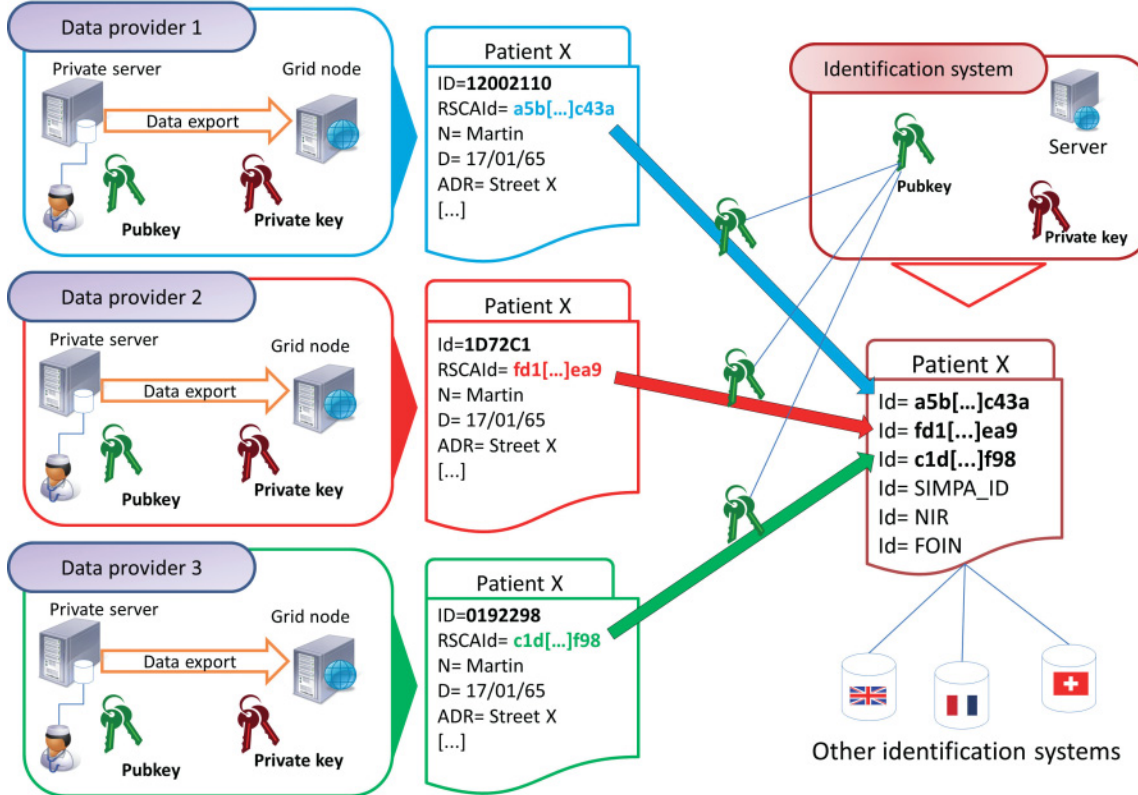 Data provider 1
Private server
Grid node
Data export
Pubkey
Private key
Patient X
ID=12002110
RSCAId= a5b[...]c43a
N= Martin
D= 17/01/65
ADR= Street X
[...]
Data provider 2
Private server
Grid node
Data export
Pubkey
Private key
Patient X
Id=1D72C1
RSCAId= fd1[...]ea9
N= Martin
D= 17/01/65
ADR= Street X
[...]
Data provider 3
Private server
Grid node
Data export
Pubkey
Private key
Patient X
ID=0192298
RSCAId= c1d[...]f98
N= Martin
D= 17/01/65
ADR= Street X
[...]
Identification system
Server
Pubkey
Private key
Patient X
Id= a5b[...]c43a
Id= fd1[...]ea9
Id= c1d[...]f98
Id= SIMPA_ID
Id= NIR
Id= FOIN
Other identification systems